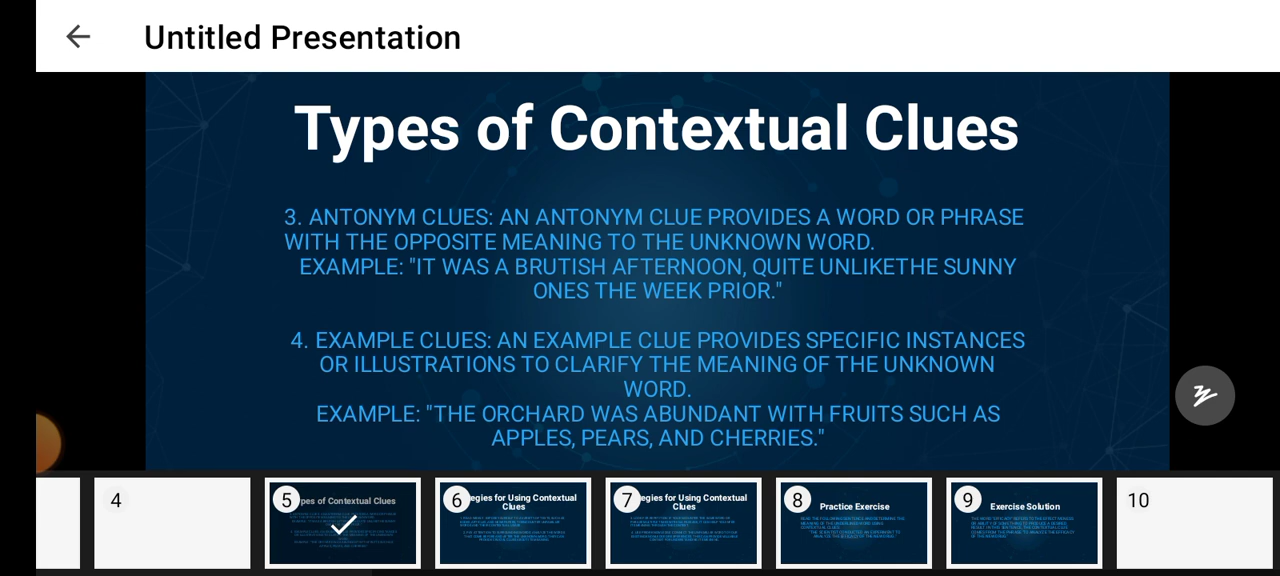 Untitled Presentation
Types of Contextual Clues
3. ANTONYM CLUES: AN ANTONYM CLUE PROVIDES A WORD OR PHRASE
WITH THE OPPOSITE MEANING TO THE UNKNOWN WORD.
EXAMPLE: "IT WAS A BRUTISH AFTERNOON, QUITE UNLIKETHE SUNNY
ONES THE WEEK PRIOR."
4. EXAMPLE CLUES: AN EXAMPLE CLUE PROVIDES SPECIFIC INSTANCES
OR ILLUSTRATIONS TO CLARIFY THE MEANING OF THE UNKNOWN
WORD.
EXAMPLE: "THE ORCHARD WAS ABUNDANT WITH FRUITS SUCH AS
APPLES, PEARS, AND CHERRIES."
4
5
pes of Contextual Clues
6
egies for Using Contextual
Clues
7
egies for Using Contextual
Clues
8
Practice Exercise
9
Exercise Solution
10